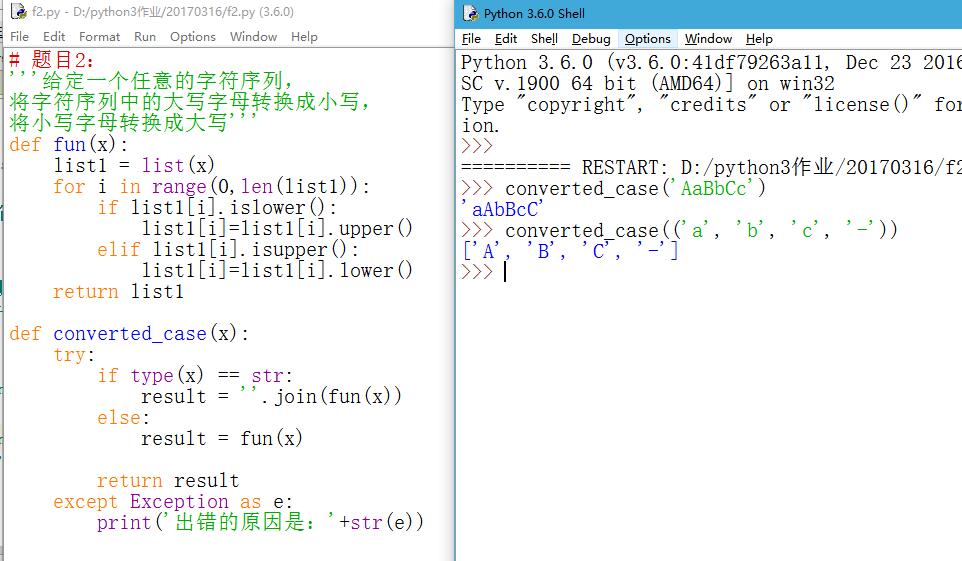 f2.py - D:/python3作业/20170316/f2.py (3.6.0)
File Edit Format Run Options Window Help
# 题目2：
'''给定一个任意的字符序列，
将字符序列中的大写字母转换成小写，
将小写字母转换成大写'''
def fun(x):
    list1 = list(x)
    for i in range(0,len(list1)):
        if list1[i].islower():
            list1[i]=list1[i].upper()
        elif list1[i].isupper():
            list1[i]=list1[i].lower()
    return list1
def converted_case(x):
    try:
        if type(x) == str:
            result = ''.join(fun(x))
        else:
            result = fun(x)
        return result
    except Exception as e:
        print('出错的原因是：'+str(e))
Python 3.6.0 Shell
File Edit Shell Debug Options Window Help
Python 3.6.0 (v3.6.0:41df79263a11, Dec 23 2016
SC v.1900 64 bit (AMD64)] on win32
Type "copyright", "credits" or "license()" for
ion.
>>>
========== RESTART: D:/python3作业/20170316/f2
>>> converted_case('AaBbCc')
'aAbBcC'
>>> converted_case(('a', 'b', 'c', '-'))
['A', 'B', 'C', '-']
>>>